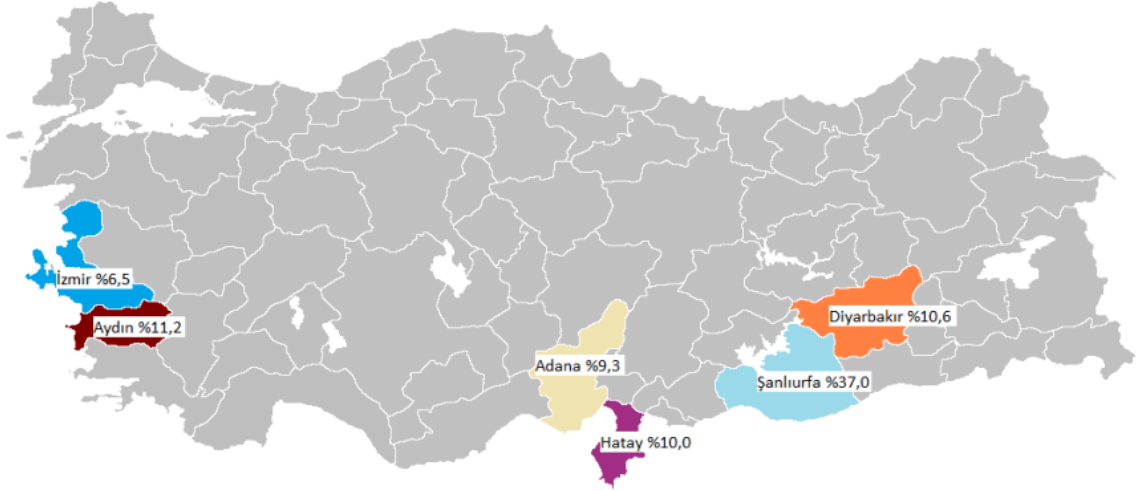 İzmir %6,5
Aydın %11,2
Adana %9,3
Hatay %10,0
Diyarbakır %10,6
Şanlıurfa %37,0